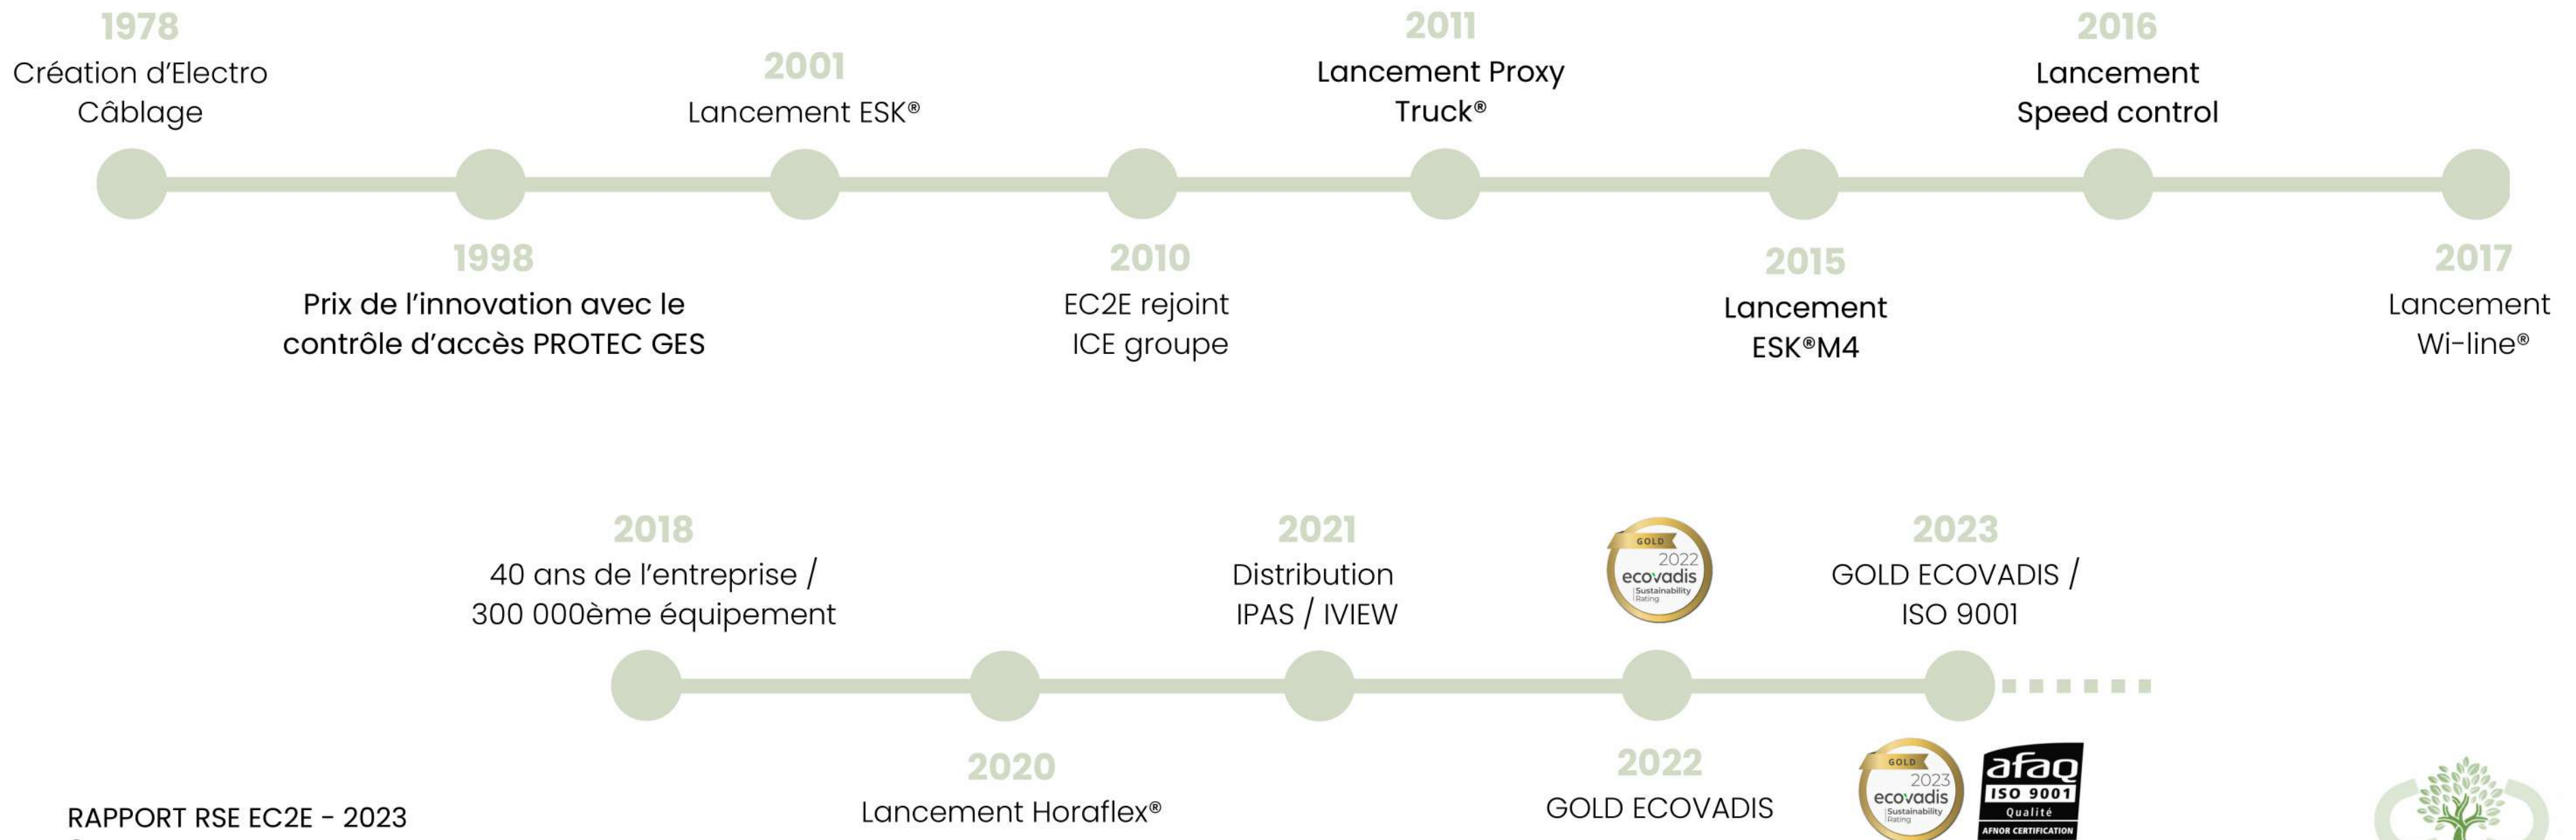 1978
Création d'Electro
Câblage
1998
Prix de l'innovation avec le
contrôle d'accès PROTEC GES
2001
Lancement ESK®
2010
EC2E rejoint
ICE groupe
2011
Lancement Proxy
Truck®
2015
Lancement
ESK®M4
2016
Lancement
Speed control
2017
Lancement
Wi-line®
2018
40 ans de l'entreprise /
300 000ème équipement
2020
Lancement Horaflex®
2021
Distribution
IPAS / IVIEW
GOLD
2022
ecovadis
Sustainability
Rating
2022
GOLD ECOVADIS
2023
GOLD ECOVADIS /
ISO 9001
GOLD
2023
ecovadis
Sustainability
Rating
afaq
ISO 9001
Qualité
AFNOR CERTIFICATION
RAPPORT RSE EC2E - 2023